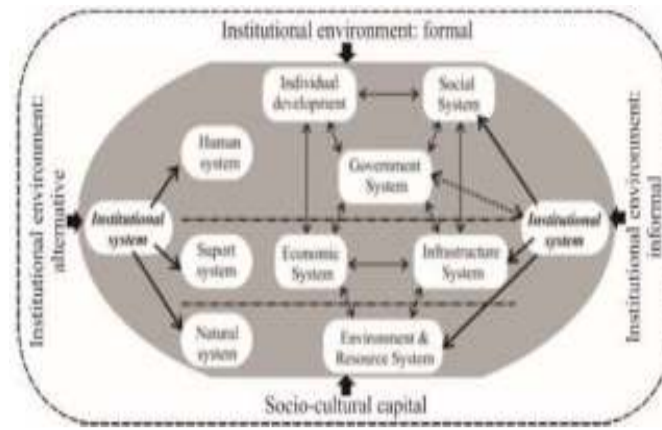 Institutional environment: formal
Individual
development
Social
System
Human
system
Government
System
Institutional environment:
alternative
Institutional
system
Institutional
system
Institutional environment:
informal
Suport
system
Economic
System
Infrastructure
System
Natural
system
Environment &
Resource System
Socio-cultural capital